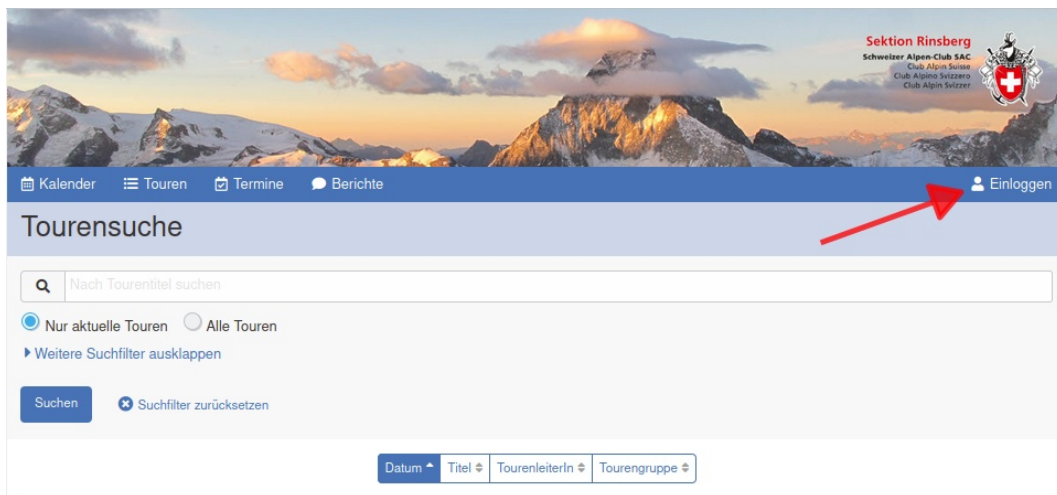 Sektion Rinsberg
Schweizer Alpen-Club SAC
Club Alpin Suisse
Club Alpino Svizzero
Club Alpin Svizzer
Kalender Touren Termine Berichte Einloggen
Tourensuche
Nach Tourentitel suchen
Nur aktuelle Touren Alle Touren
Weitere Suchfilter ausklappen
Suchen Suchfilter zurücksetzen
Datum Titel TourenleiterIn Tourengruppe